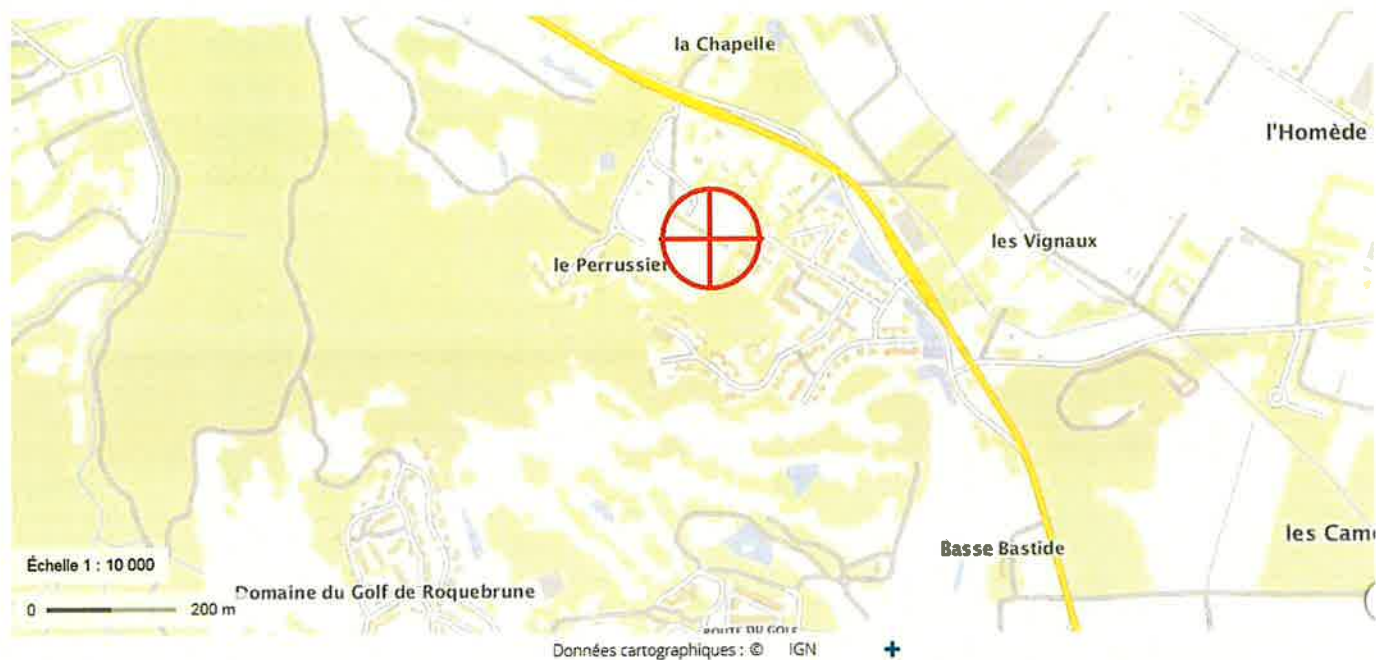 la Chapelle
l'Homède
les Vignaux
le Perrussier
Basse Bastide
les Cam
Échelle 1 : 10 000
0 200 m
Domaine du Golf de Roquebrune
ROUTE DU GOLF
Données cartographiques : © IGN